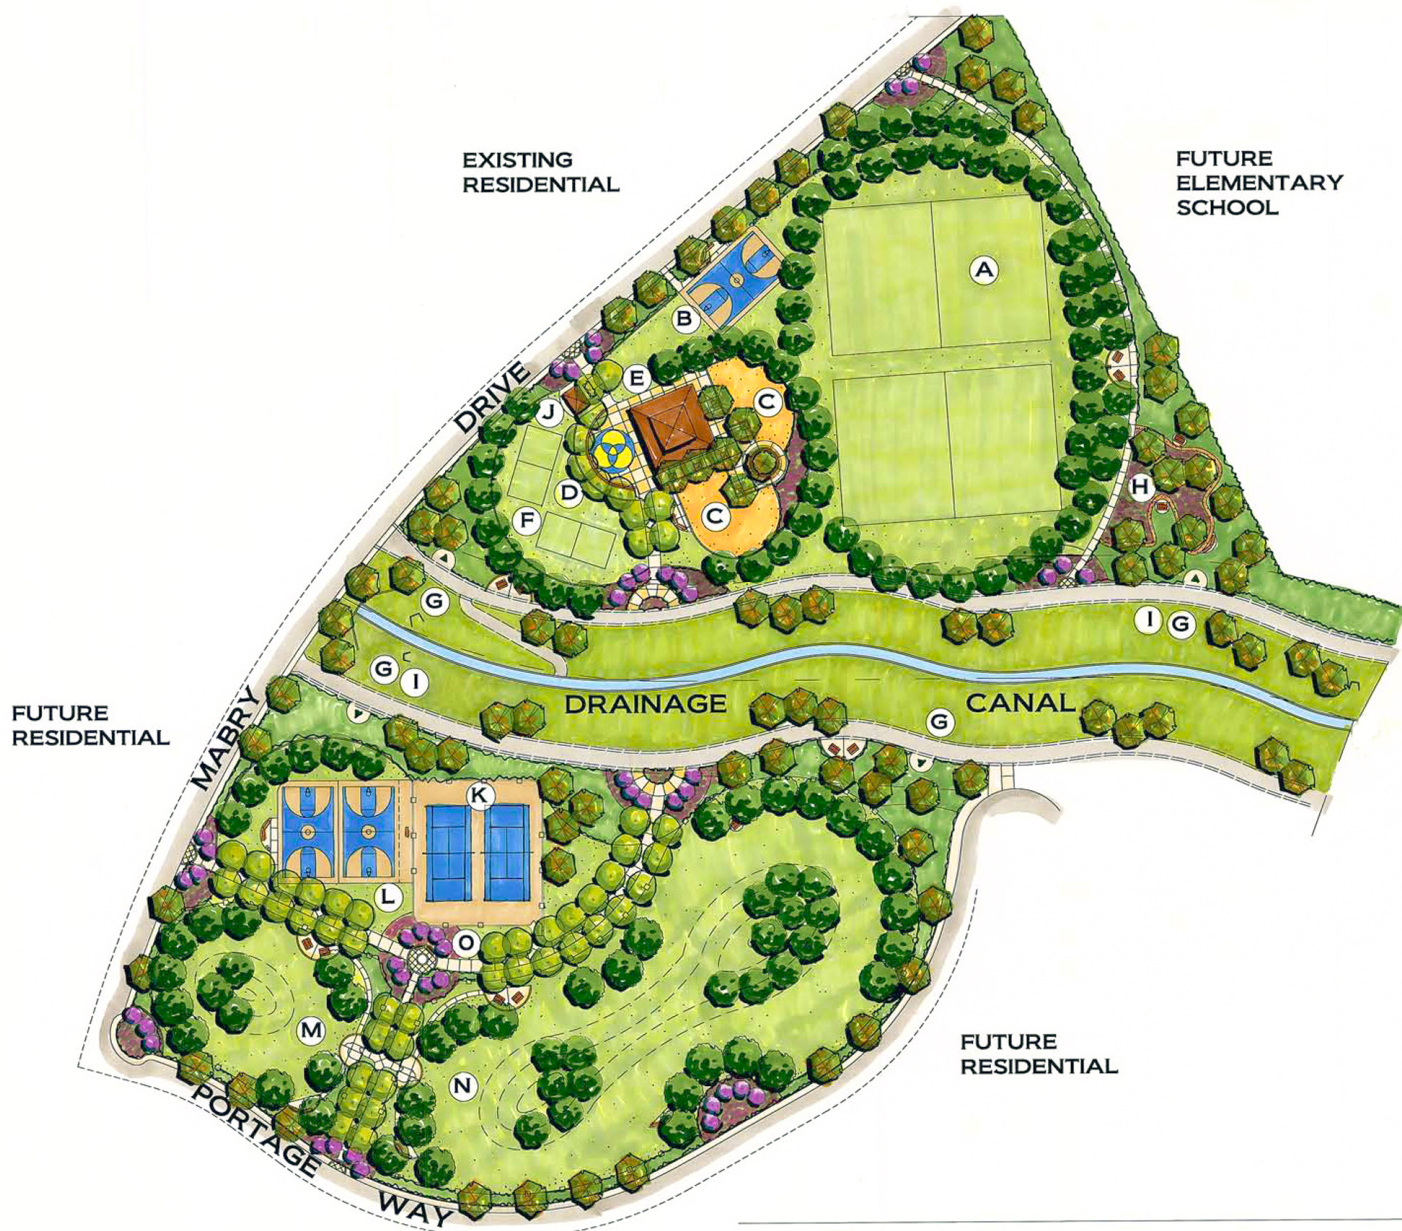 EXISTING
RESIDENTIAL
FUTURE
ELEMENTARY
SCHOOL
A
B
DRIVE
E
C
J
D
C
F
H
G
I G
G I
DRAINAGE CANAL
G
FUTURE
RESIDENTIAL
MABRY
K
L
O
M
N
FUTURE
RESIDENTIAL
PORTAGE
WAY